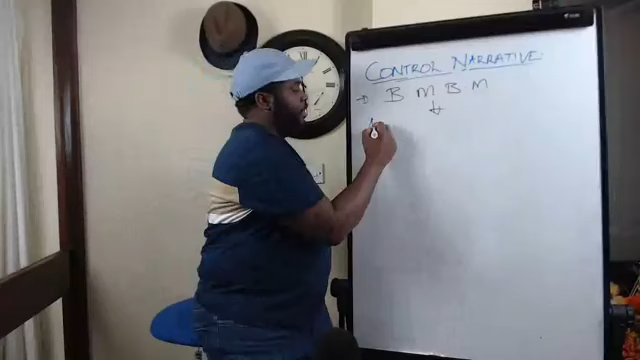 CONTROL NARRATIVE
→ B M B M
↓